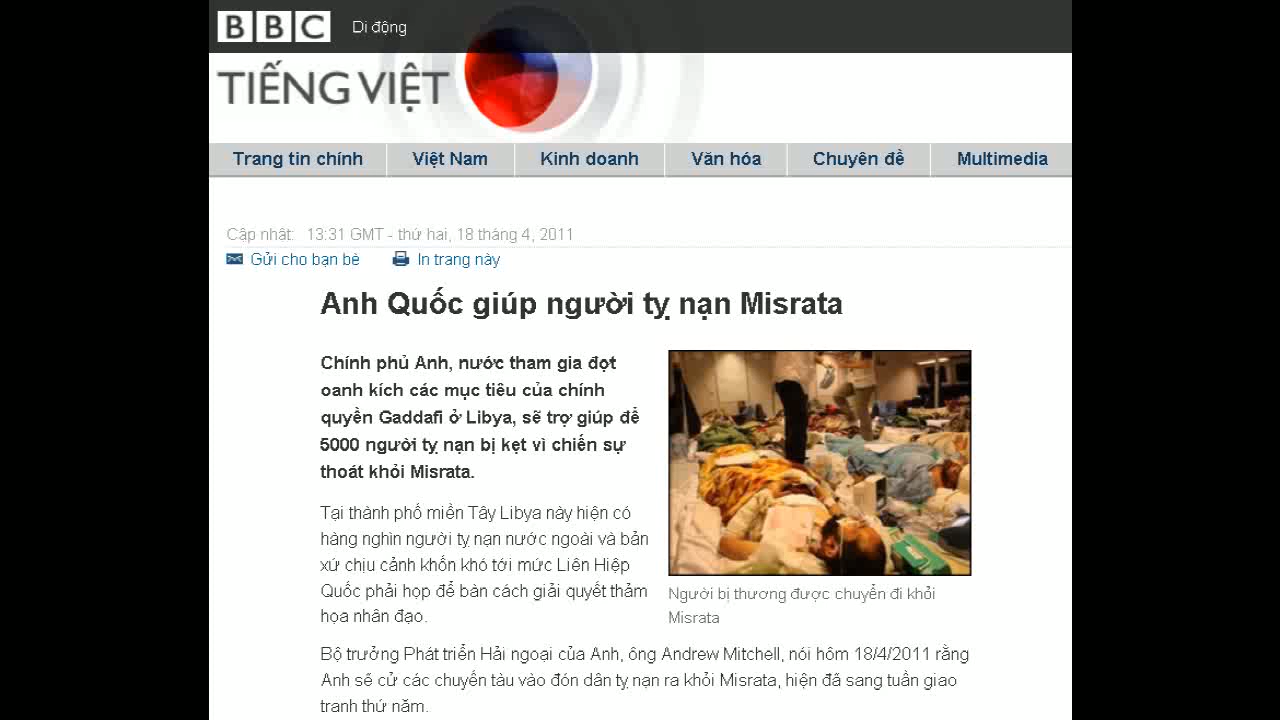 BBC Di động
TIẾNG VIỆT
Trang tin chính Việt Nam Kinh doanh Văn hóa Chuyên đề Multimedia
Cập nhật: 13:31 GMT - thứ hai, 18 tháng 4, 2011
Gửi cho bạn bè In trang này
Anh Quốc giúp người tỵ nạn Misrata
Chính phủ Anh, nước tham gia đợt
oanh kích các mục tiêu của chính
quyền Gaddafi ở Libya, sẽ trợ giúp để
5000 người tỵ nạn bị kẹt vì chiến sự
thoát khỏi Misrata.
Tại thành phố miền Tây Libya này hiện có
hàng nghìn người tỵ nạn nước ngoài và bản
xứ chịu cảnh khốn khó tới mức Liên Hiệp
Quốc phải họp để bàn cách giải quyết thảm
họa nhân đạo.
Người bị thương được chuyển đi khỏi
Misrata
Bộ trưởng Phát triển Hải ngoại của Anh, ông Andrew Mitchell, nói hôm 18/4/2011 rằng
Anh sẽ cử các chuyến tàu vào đón dân tỵ nạn ra khỏi Misrata, hiện đã sang tuần giao
tranh thứ năm.